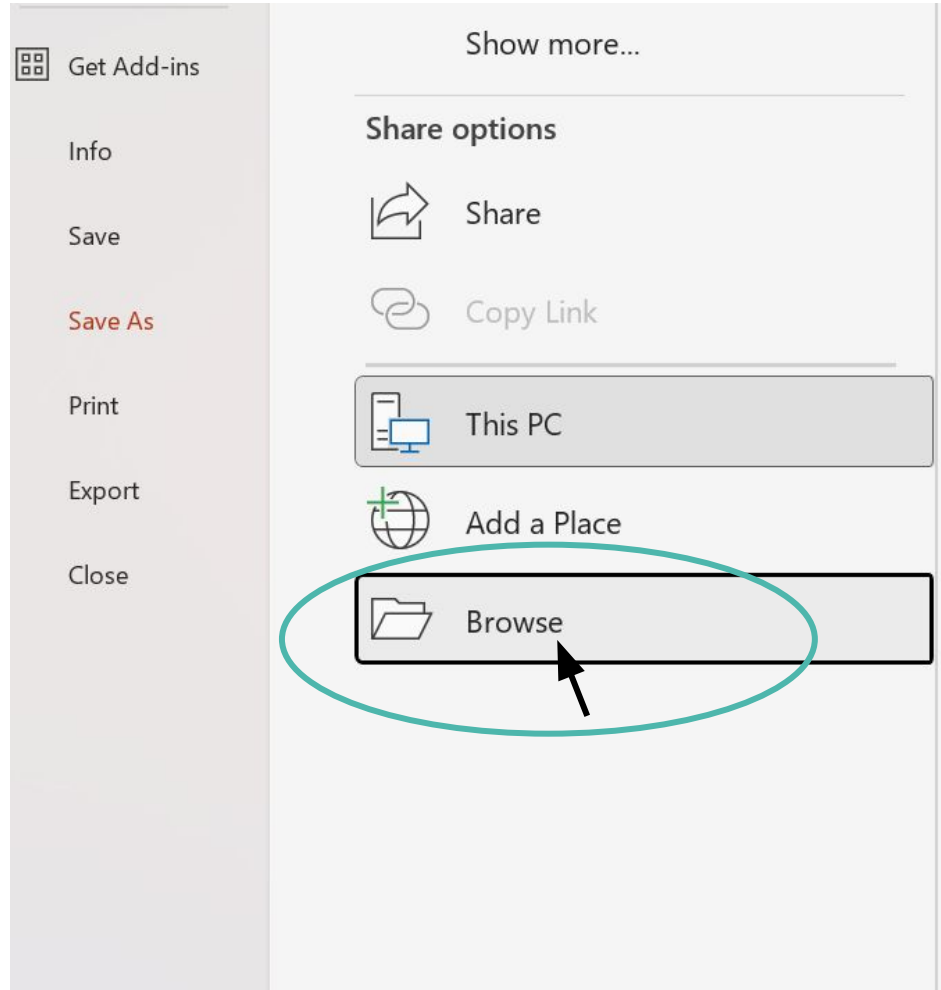 Get Add-ins
Info
Save
Save As
Print
Export
Close
Show more...
Share options
Share
Copy Link
This PC
Add a Place
Browse